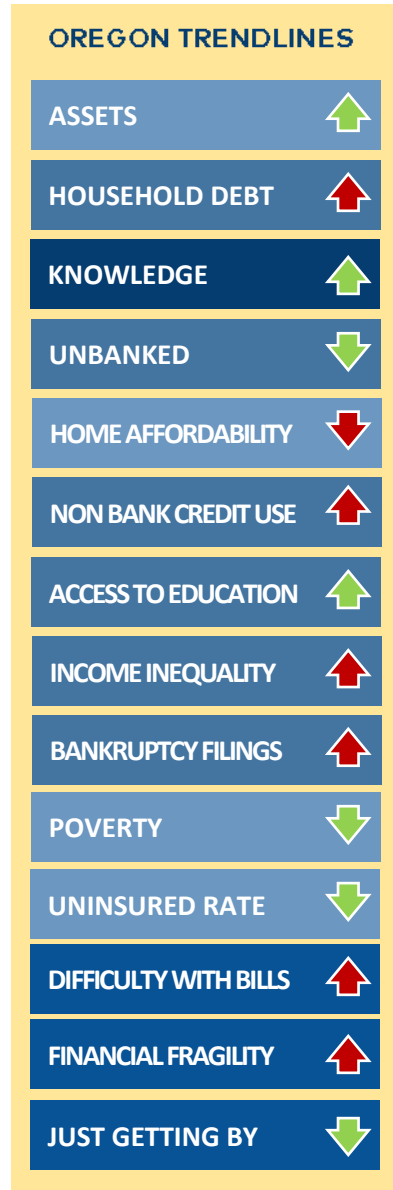 OREGON TRENDLINES
ASSETS
HOUSEHOLD DEBT
KNOWLEDGE
UNBANKED
HOME AFFORDABILITY
NON BANK CREDIT USE
ACCESS TO EDUCATION
INCOME INEQUALITY
BANKRUPTCY FILINGS
POVERTY
UNINSURED RATE
DIFFICULTY WITH BILLS
FINANCIAL FRAGILITY
JUST GETTING BY